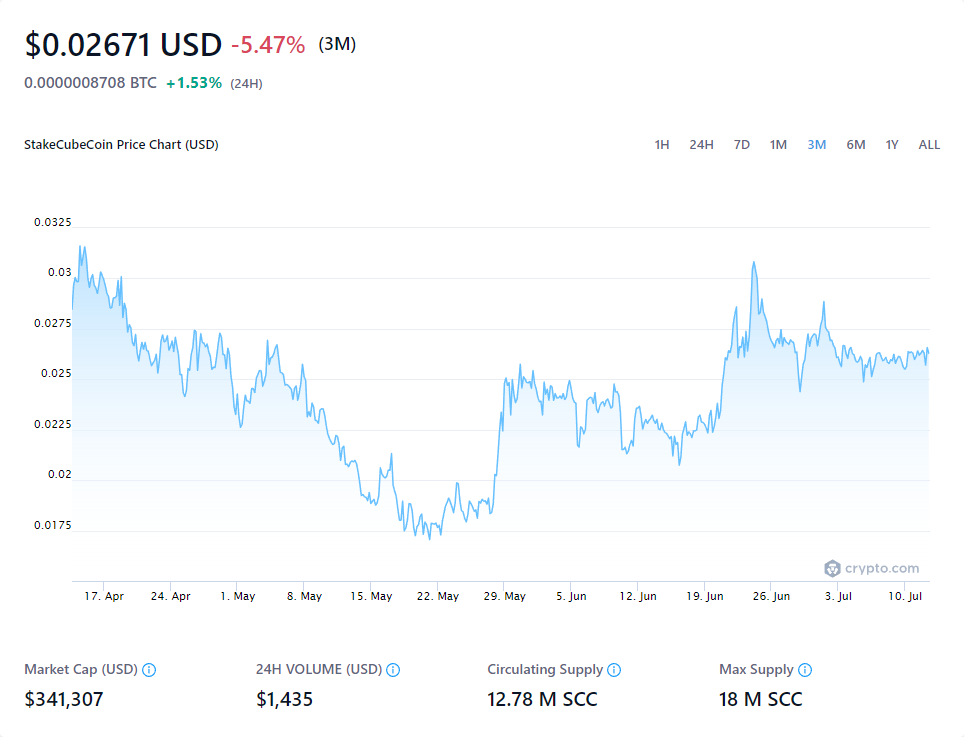 $0.02671 USD -5.47% (3M)
0.0000008708 BTC +1.53% (24H)
StakeCubeCoin Price Chart (USD) 1H 24H 7D 1M 3M 6M 1Y ALL
0.0325
0.03
0.0275
0.025
0.0225
0.02
0.0175
crypto.com
17. Apr 24. Apr 1. May 8. May 15. May 22. May 29. May 5. Jun 12. Jun 19. Jun 26. Jun 3. Jul 10. Jul
Market Cap (USD) 24H VOLUME (USD) Circulating Supply Max Supply
$341,307 $1,435 12.78 M SCC 18 M SCC